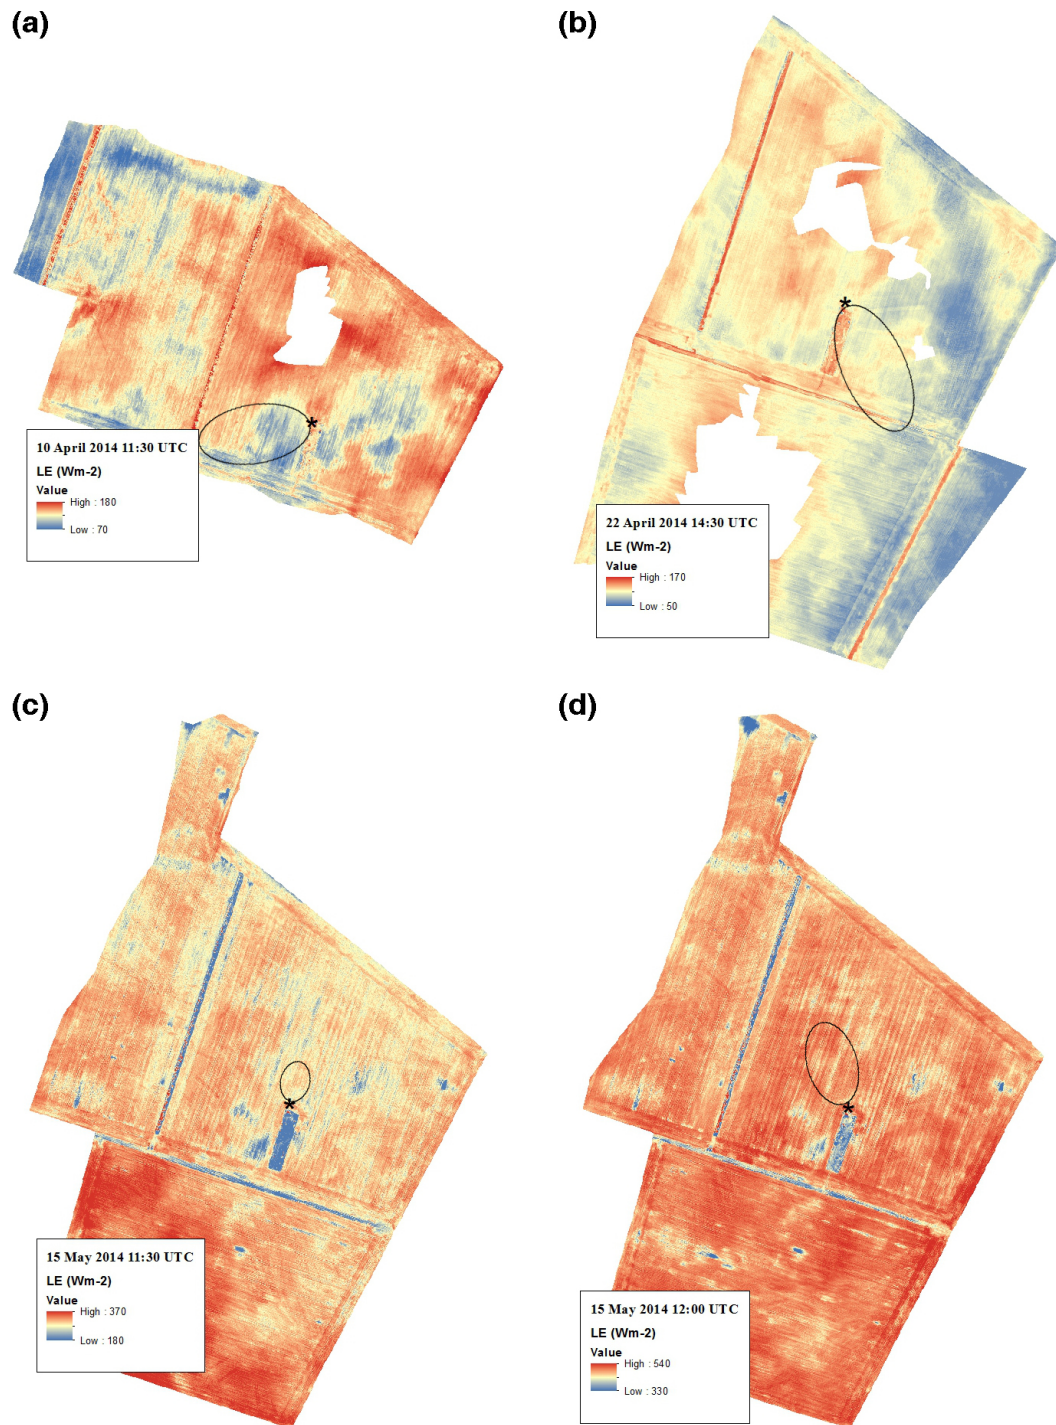 (a)
(b)
10 April 2014 11:30 UTC
LE (Wm-2)
Value
High : 180
Low : 70
22 April 2014 14:30 UTC
LE (Wm-2)
Value
High : 170
Low : 50
(c)
(d)
15 May 2014 11:30 UTC
LE (Wm-2)
Value
High : 370
Low : 180
15 May 2014 12:00 UTC
LE (Wm-2)
Value
High : 540
Low : 330